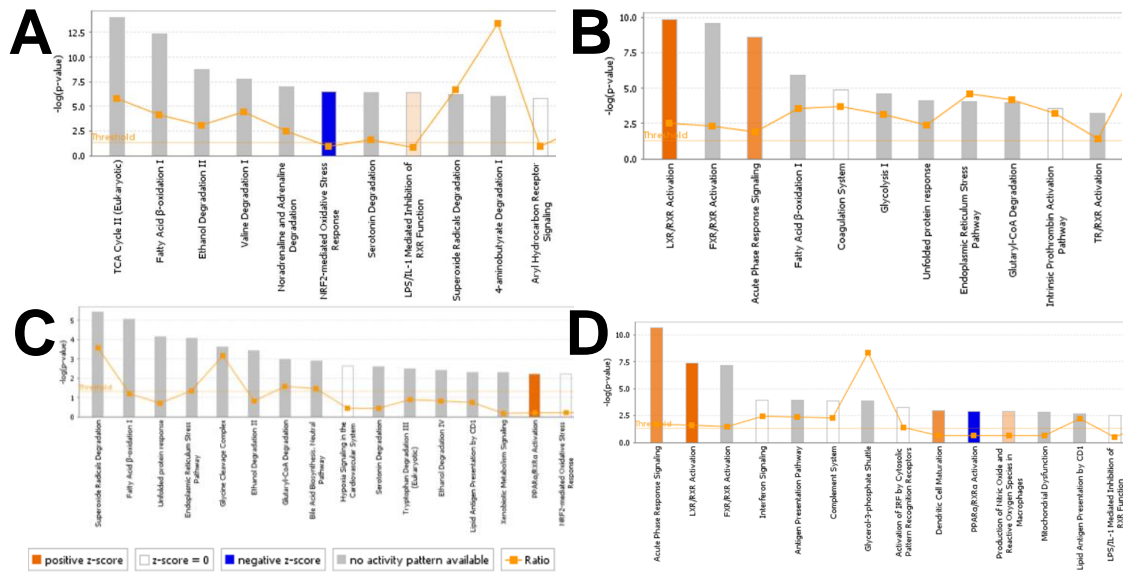 A
-log(p-value)
12.5
10.0
7.5
5.0
2.5
0.0
Threshold
TCA Cycle II (Eukaryotic)
Fatty Acid β-oxidation I
Ethanol Degradation II
Valine Degradation I
Noradrenaline and Adrenaline
Degradation
NRF2-mediated Oxidative Stress
Response
Serotonin Degradation
LPS/IL-1 Mediated Inhibition of
RXR Function
Superoxide Radicals Degradation
4-aminobutyrate Degradation I
Aryl Hydrocarbon Receptor
Signaling
B
-log(p-value)
10.0
7.5
5.0
2.5
0.0
Threshold
LXR/RXR Activation
FXR/RXR Activation
Acute Phase Response Signaling
Fatty Acid β-oxidation I
Coagulation System
Glycolysis I
Unfolded protein response
Endoplasmic Reticulum Stress
Pathway
Glutaryl-CoA Degradation
Intrinsic Prothrombin Activation
Pathway
TR/RXR Activation
C
-log(p-value)
5
4
3
2
1
0
Threshold
Superoxide Radicals Degradation
Fatty Acid β-oxidation I
Unfolded protein response
Endoplasmic Reticulum Stress
Pathway
Glycine Cleavage Complex
Ethanol Degradation II
Glutaryl-CoA Degradation
Bile Acid Biosynthesis, Neutral
Pathway
Hypoxia Signaling in the
Cardiovascular System
Serotonin Degradation
Tryptophan Degradation III
(Eukaryotic)
Ethanol Degradation IV
Lipid Antigen Presentation by CD1
Xenobiotic Metabolism Signaling
PPARα/RXRα Activation
NRF2-mediated Oxidative Stress
Response
D
-log(p-value)
10.0
7.5
5.0
2.5
0.0
Threshold
Acute Phase Response Signaling
LXR/RXR Activation
FXR/RXR Activation
Interferon Signaling
Antigen Presentation Pathway
Complement System
Glycerol-3-phosphate Shuttle
Activation of IRF by Cytosolic
Pattern Recognition Receptors
Dendritic Cell Maturation
PPARα/RXRα Activation
Production of Nitric Oxide and
Reactive Oxygen Species in
Macrophages
Mitochondrial Dysfunction
Lipid Antigen Presentation by CD1
LPS/IL-1 Mediated Inhibition of
RXR Function
positive z-score
z-score = 0
negative z-score
no activity pattern available
Ratio